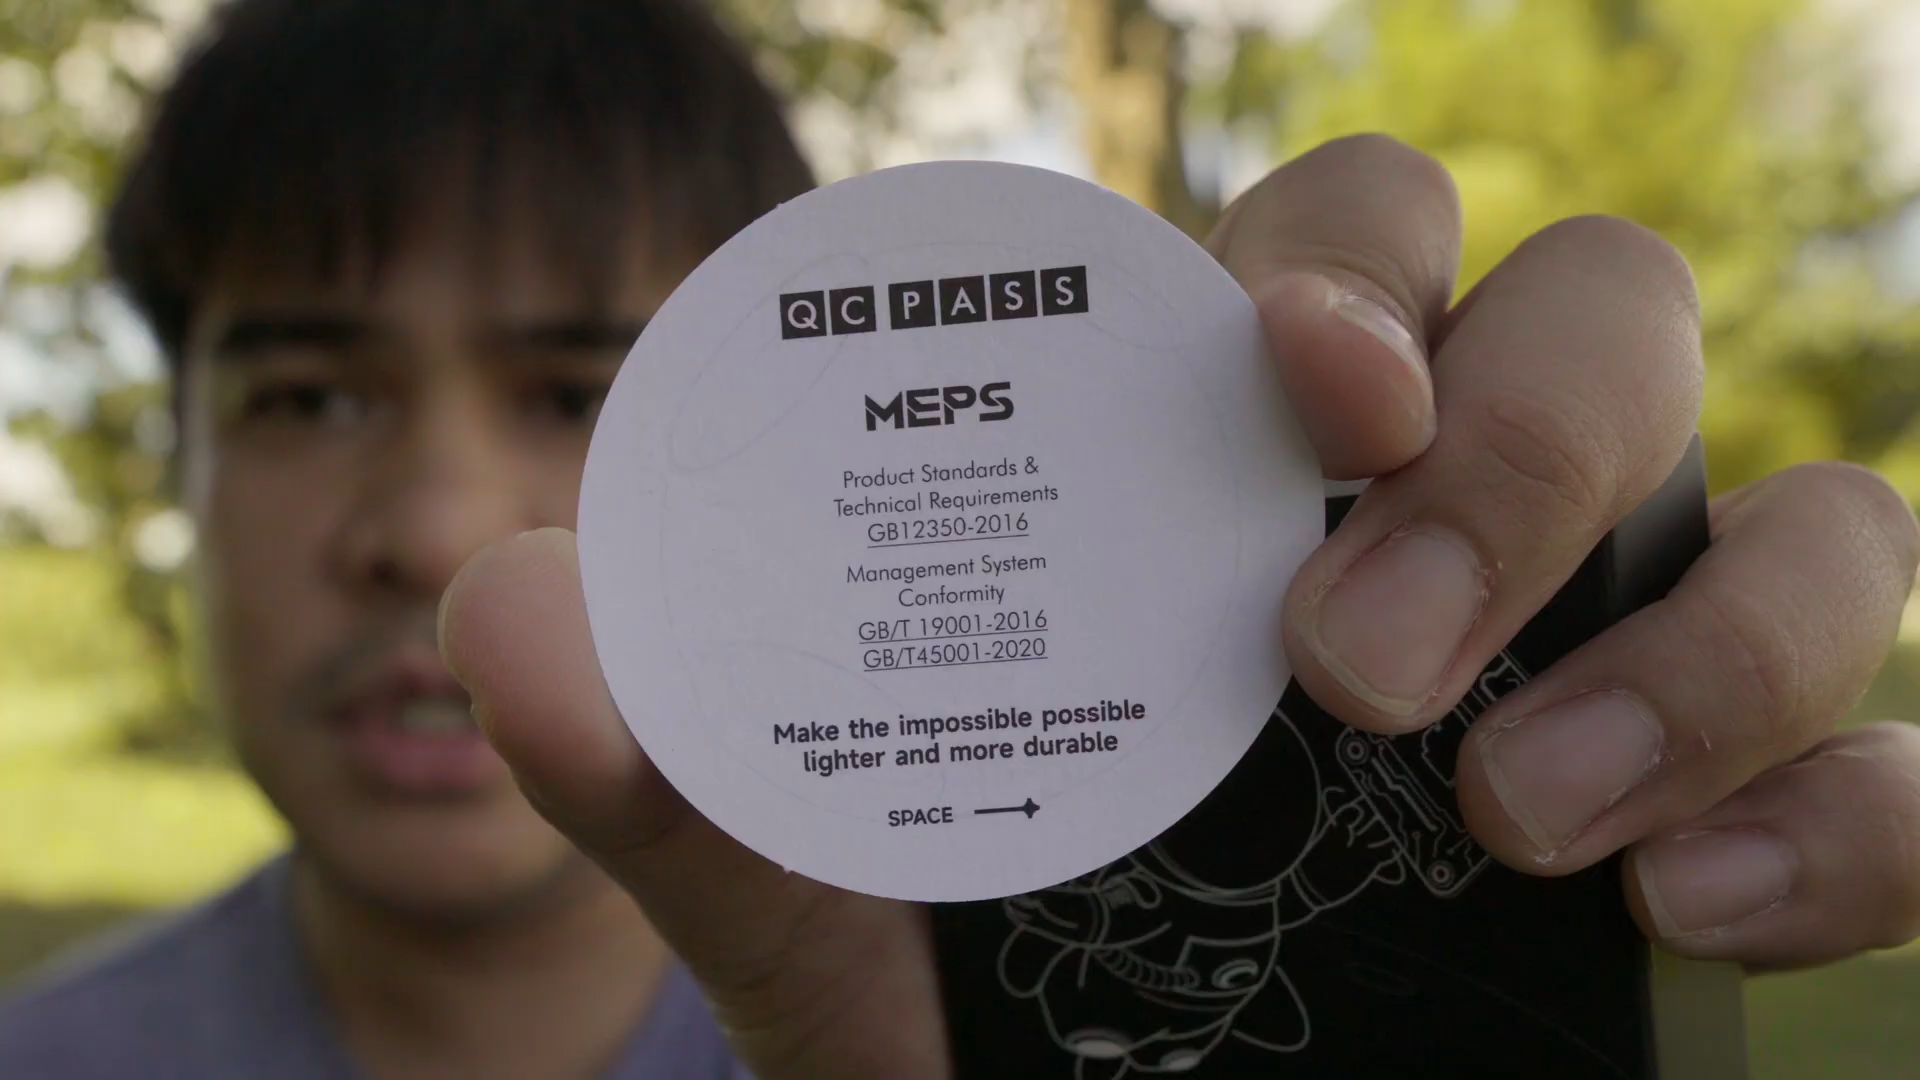 QC PASS
MEPS
Product Standards &
Technical Requirements
GB12350-2016
Management System
Conformity
GB/T 19001-2016
GB/T45001-2020
Make the impossible possible
lighter and more durable
SPACE